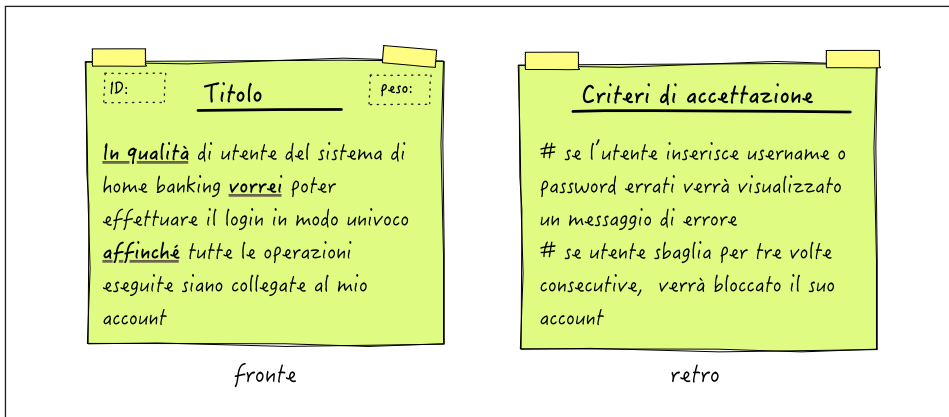 ID:
Titolo
peso:
In qualità di utente del sistema di
home banking vorrei poter
effettuare il login in modo univoco
affinché tutte le operazioni
eseguite siano collegate al mio
account
fronte
Criteri di accettazione
# se l'utente inserisce username o
password errati verrà visualizzato
un messaggio di errore
# se utente sbaglia per tre volte
consecutive, verrà bloccato il suo
account
retro